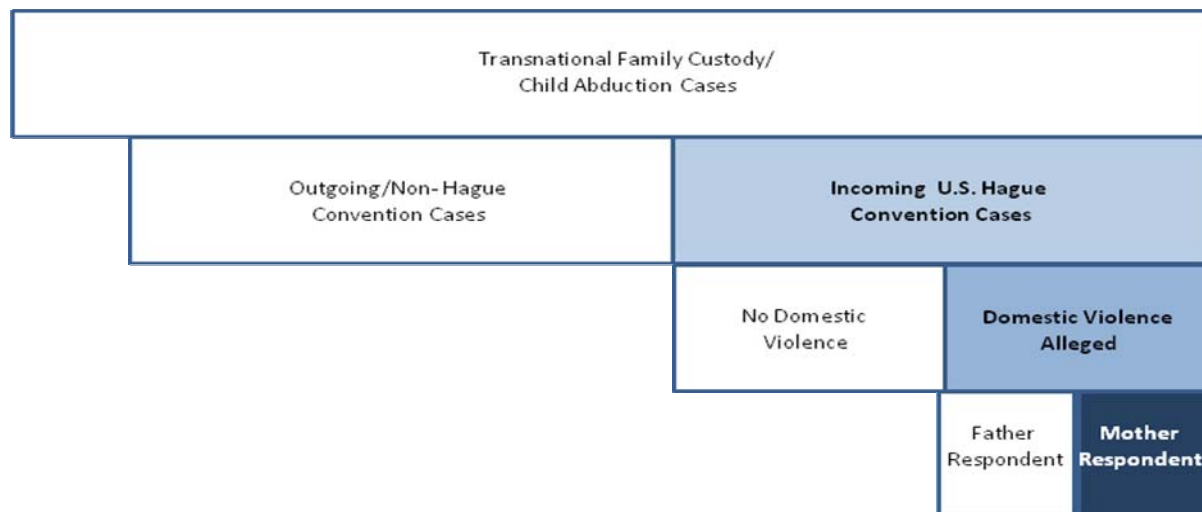 Transnational Family Custody/
Child Abduction Cases
Outgoing/Non-Hague
Convention Cases
Incoming U.S. Hague
Convention Cases
No Domestic
Violence
Domestic Violence
Alleged
Father
Respondent
Mother
Respondent